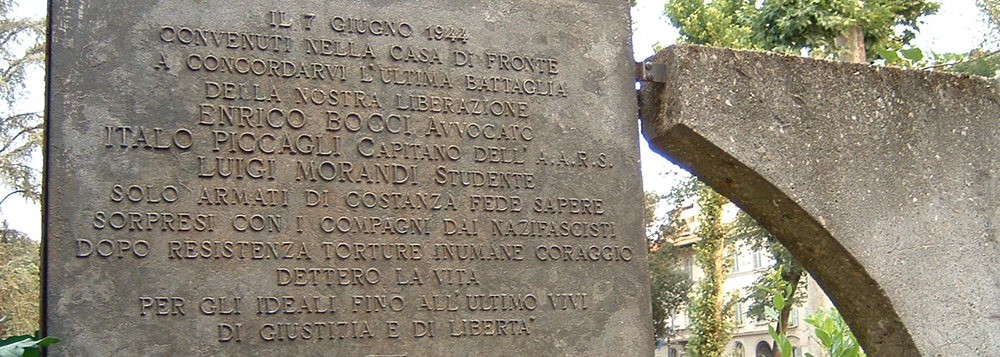 IL 7 GIUGNO 1944
CONVENUTI NELLA CASA DI FRONTE
A CONCORDARVI L'ULTIMA BATTAGLIA
DELLA NOSTRA LIBERAZIONE
ENRICO BOCCI AVVOCATO
ITALO PICCAGLI CAPITANO DELL'A.A.R.S.
LUIGI MORANDI STUDENTE
SOLO ARMATI DI COSTANZA FEDE SAPERE
SORPRESI CON I COMPAGNI DAI NAZIFASCISTI
DOPO RESISTENZA TORTURE INUMANE CORAGGIO
DETTERO LA VITA
PER GLI IDEALI FINO ALL'ULTIMO VIVI
DI GIUSTIZIA E DI LIBERTA'